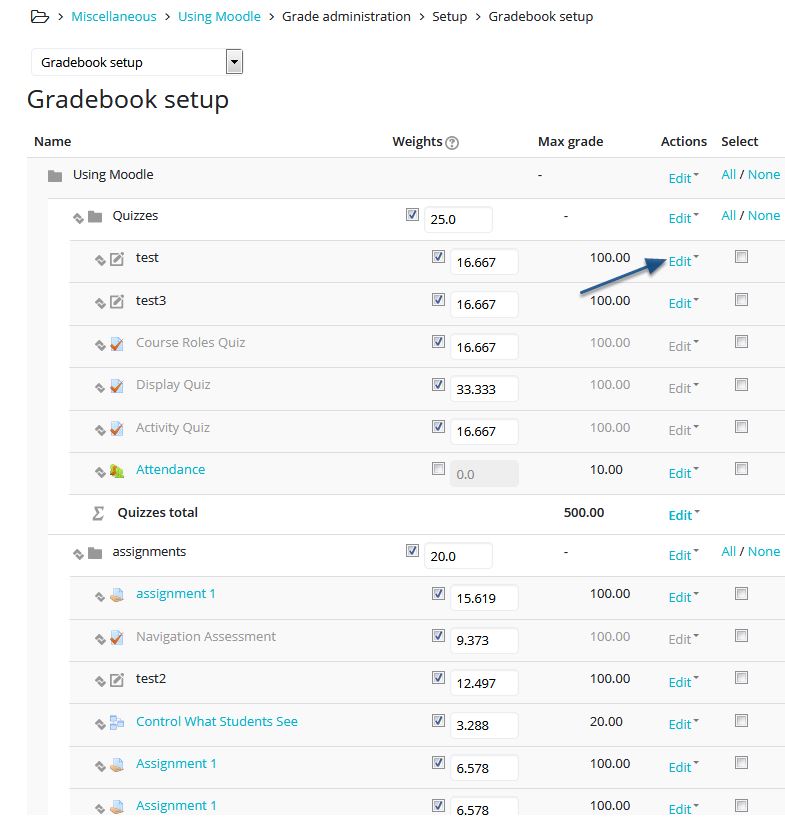 > Miscellaneous > Using Moodle > Grade administration > Setup > Gradebook setup
Gradebook setup
Gradebook setup
Name Weights ? Max grade Actions Select
Using Moodle - Edit All / None
Quizzes 25.0 - Edit All / None
test 16.667 100.00 Edit
test3 16.667 100.00 Edit
Course Roles Quiz 16.667 100.00 Edit
Display Quiz 33.333 100.00 Edit
Activity Quiz 16.667 100.00 Edit
Attendance 0.0 10.00 Edit
Σ Quizzes total 500.00 Edit
assignments 20.0 - Edit All / None
assignment 1 15.619 100.00 Edit
Navigation Assessment 9.373 100.00 Edit
test2 12.497 100.00 Edit
Control What Students See 3.288 20.00 Edit
Assignment 1 6.578 100.00 Edit
Assignment 1 6.578 100.00 Edit